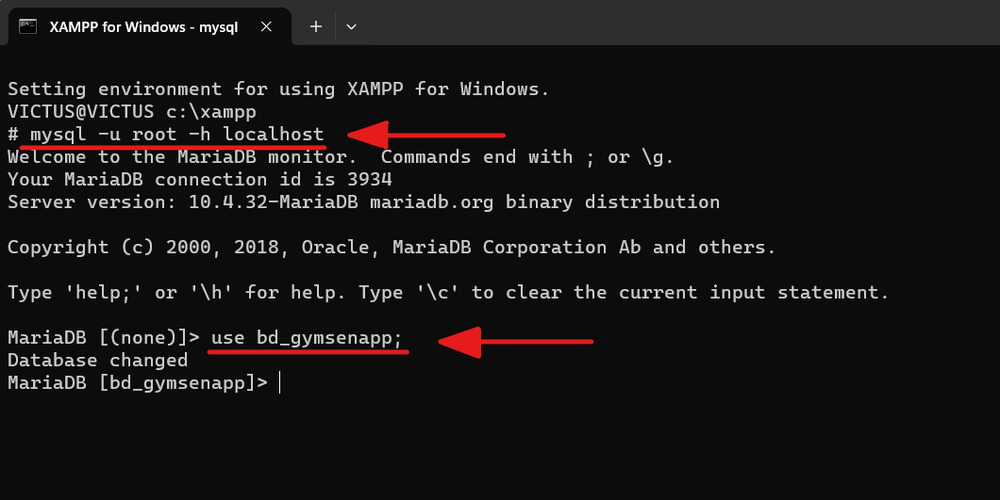 XAMPP for Windows - mysql
Setting environment for using XAMPP for Windows.
VICTUS@VICTUS c:\xampp
# mysql -u root -h localhost
Welcome to the MariaDB monitor.  Commands end with ; or \g.
Your MariaDB connection id is 3934
Server version: 10.4.32-MariaDB mariadb.org binary distribution
Copyright (c) 2000, 2018, Oracle, MariaDB Corporation Ab and others.
Type 'help;' or '\h' for help. Type '\c' to clear the current input statement.
MariaDB [(none)]> use bd_gymsenapp;
Database changed
MariaDB [bd_gymsenapp]>